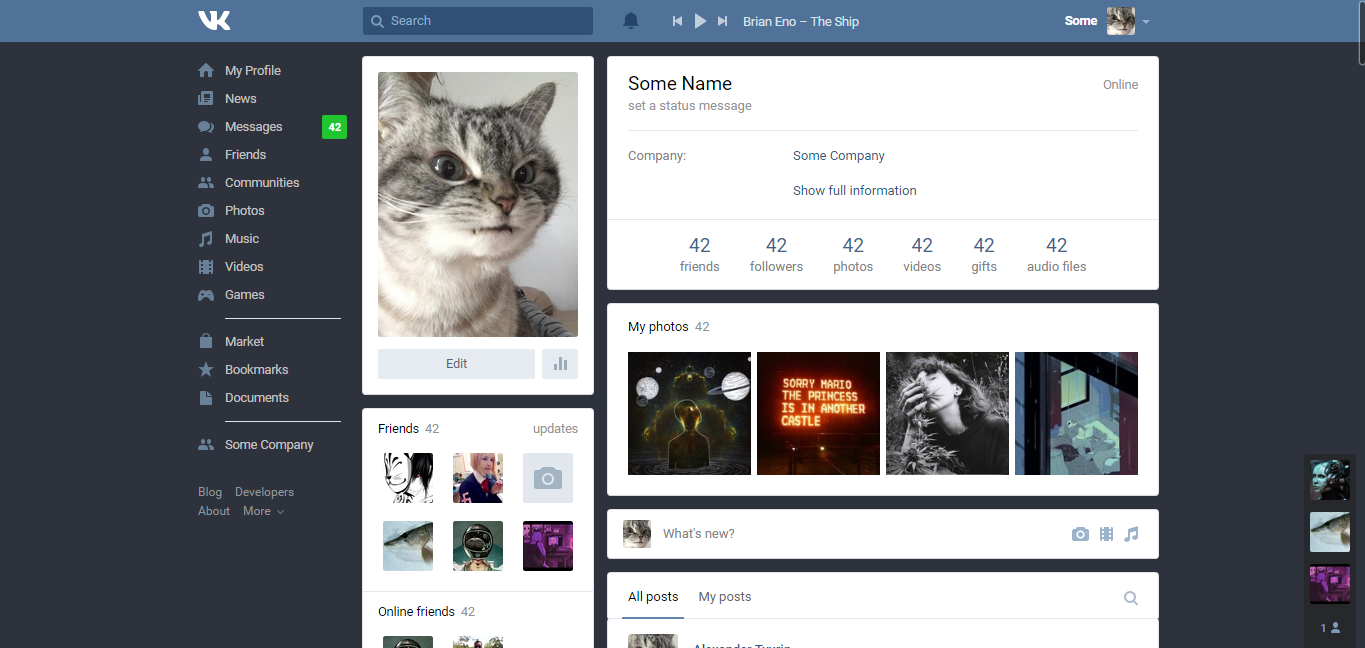 Search
Brian Eno – The Ship
Some
My Profile
News
Messages 42
Friends
Communities
Photos
Music
Videos
Games
Market
Bookmarks
Documents
Some Company
Blog Developers
About More
Edit
Friends 42 updates
Online friends 42
Some Name Online
set a status message
Company: Some Company
Show full information
42 42 42 42 42 42
friends followers photos videos gifts audio files
My photos 42
SORRY MARIO
THE PRINCESS
IS IN ANOTHER
CASTLE
What's new?
All posts My posts
1